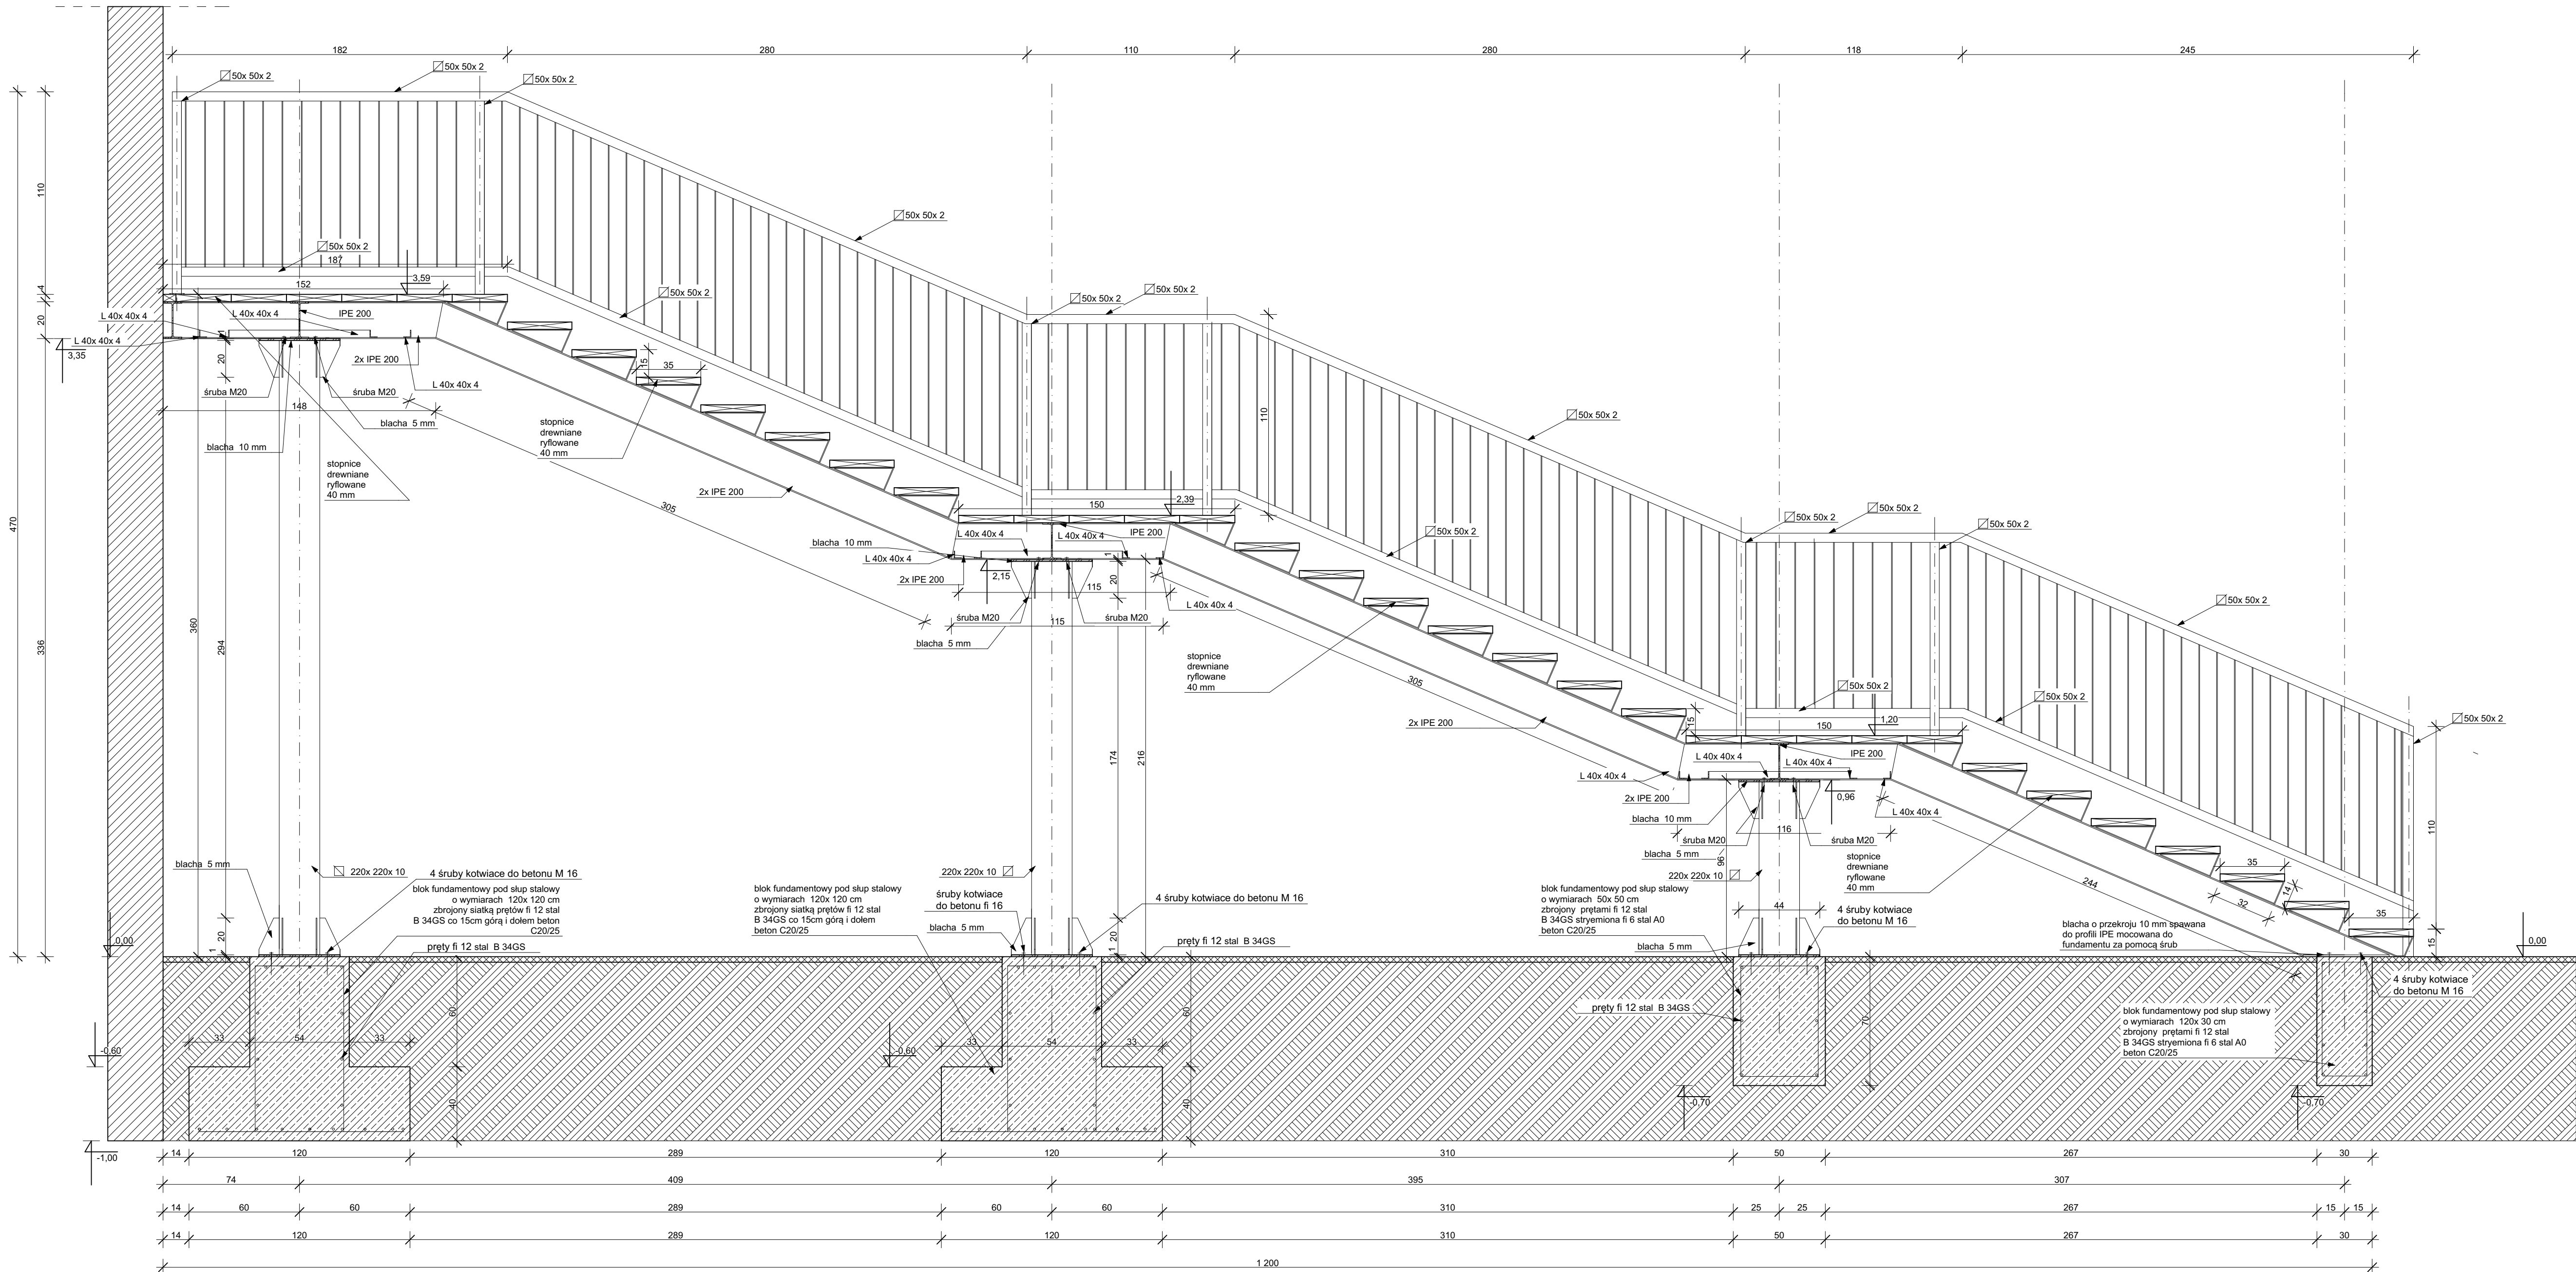 182
280
110
280
118
245
50x 50x 2
50x 50x 2
50x 50x 2
50x 50x 2
50x 50x 2
187
152
3,59
50x 50x 2
50x 50x 2
50x 50x 2
470
110
4
20
336
3,35
L 40x 40x 4
L 40x 40x 4
L 40x 40x 4
IPE 200
1
20
2x IPE 200
L 40x 40x 4
śruba M20
śruba M20
148
blacha 5 mm
blacha 10 mm
stopnice
drewniane
ryflowane
40 mm
15
35
stopnice
drewniane
ryflowane
40 mm
305
2x IPE 200
360
294
110
150
2,39
IPE 200
L 40x 40x 4
L 40x 40x 4
blacha 10 mm
L 40x 40x 4
2x IPE 200
2,15
1
20
115
L 40x 40x 4
śruba M20
śruba M20
115
blacha 5 mm
174
216
stopnice
drewniane
ryflowane
40 mm
305
2x IPE 200
50x 50x 2
50x 50x 2
50x 50x 2
50x 50x 2
50x 50x 2
50x 50x 2
50x 50x 2
50x 50x 2
50x 50x 2
15
150
1,20
IPE 200
L 40x 40x 4
L 40x 40x 4
L 40x 40x 4
2x IPE 200
0,96
blacha 10 mm
L 40x 40x 4
116
śruba M20
śruba M20
blacha 5 mm
96
220x 220x 10
stopnice
drewniane
ryflowane
40 mm
244
35
14
32
35
110
15
0,00
0,00
blacha 5 mm
220x 220x 10
4 śruby kotwiace do betonu M 16
blok fundamentowy pod słup stalowy
o wymiarach 120x 120 cm
zbrojony siatką prętów fi 12 stal
B 34GS co 15cm górą i dołem beton
C20/25
pręty fi 12 stal B 34GS
20
1
blok fundamentowy pod słup stalowy
o wymiarach 120x 120 cm
zbrojony siatką prętów fi 12 stal
B 34GS co 15cm górą i dołem
beton C20/25
220x 220x 10
śruby kotwiace
do betonu fi 16
blacha 5 mm
4 śruby kotwiace do betonu M 16
20
1
pręty fi 12 stal B 34GS
blok fundamentowy pod słup stalowy
o wymiarach 50x 50 cm
zbrojony prętami fi 12 stal
B 34GS stryemiona fi 6 stal A0
beton C20/25
44
4 śruby kotwiace
do betonu M 16
blacha 5 mm
pręty fi 12 stal B 34GS
blacha o przekroju 10 mm spawana
do profili IPE mocowana do
fundamentu za pomocą śrub
4 śruby kotwiace
do betonu M 16
blok fundamentowy pod słup stalowy
o wymiarach 120x 30 cm
zbrojony prętami fi 12 stal
B 34GS stryemiona fi 6 stal A0
beton C20/25
-0,60
33
54
33
60
40
-0,60
33
54
33
60
40
70
-0,70
-0,70
-1,00
14
120
289
120
310
50
267
30
74
409
395
307
14
60
60
289
60
60
310
25
25
267
15
15
14
120
289
120
310
50
267
30
1 200